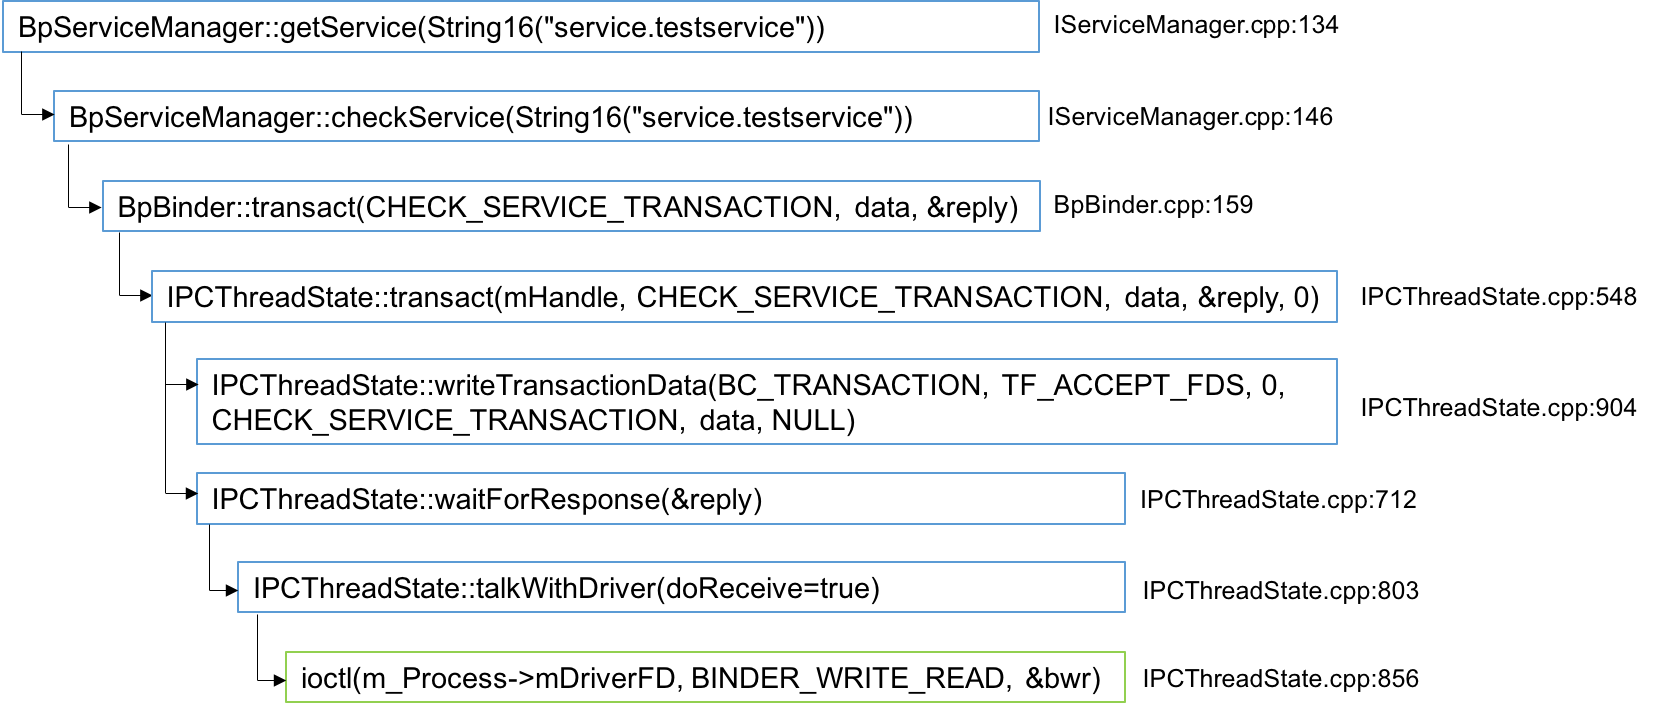 BpServiceManager::getService(String16("service.testservice"))
IServiceManager.cpp:134
BpServiceManager::checkService(String16("service.testservice"))
IServiceManager.cpp:146
BpBinder::transact(CHECK_SERVICE_TRANSACTION, data, &reply)
BpBinder.cpp:159
IPCThreadState::transact(mHandle, CHECK_SERVICE_TRANSACTION, data, &reply, 0)
IPCThreadState.cpp:548
IPCThreadState::writeTransactionData(BC_TRANSACTION, TF_ACCEPT_FDS, 0,
CHECK_SERVICE_TRANSACTION, data, NULL)
IPCThreadState.cpp:904
IPCThreadState::waitForResponse(&reply)
IPCThreadState.cpp:712
IPCThreadState::talkWithDriver(doReceive=true)
IPCThreadState.cpp:803
ioctl(m_Process->mDriverFD, BINDER_WRITE_READ, &bwr)
IPCThreadState.cpp:856